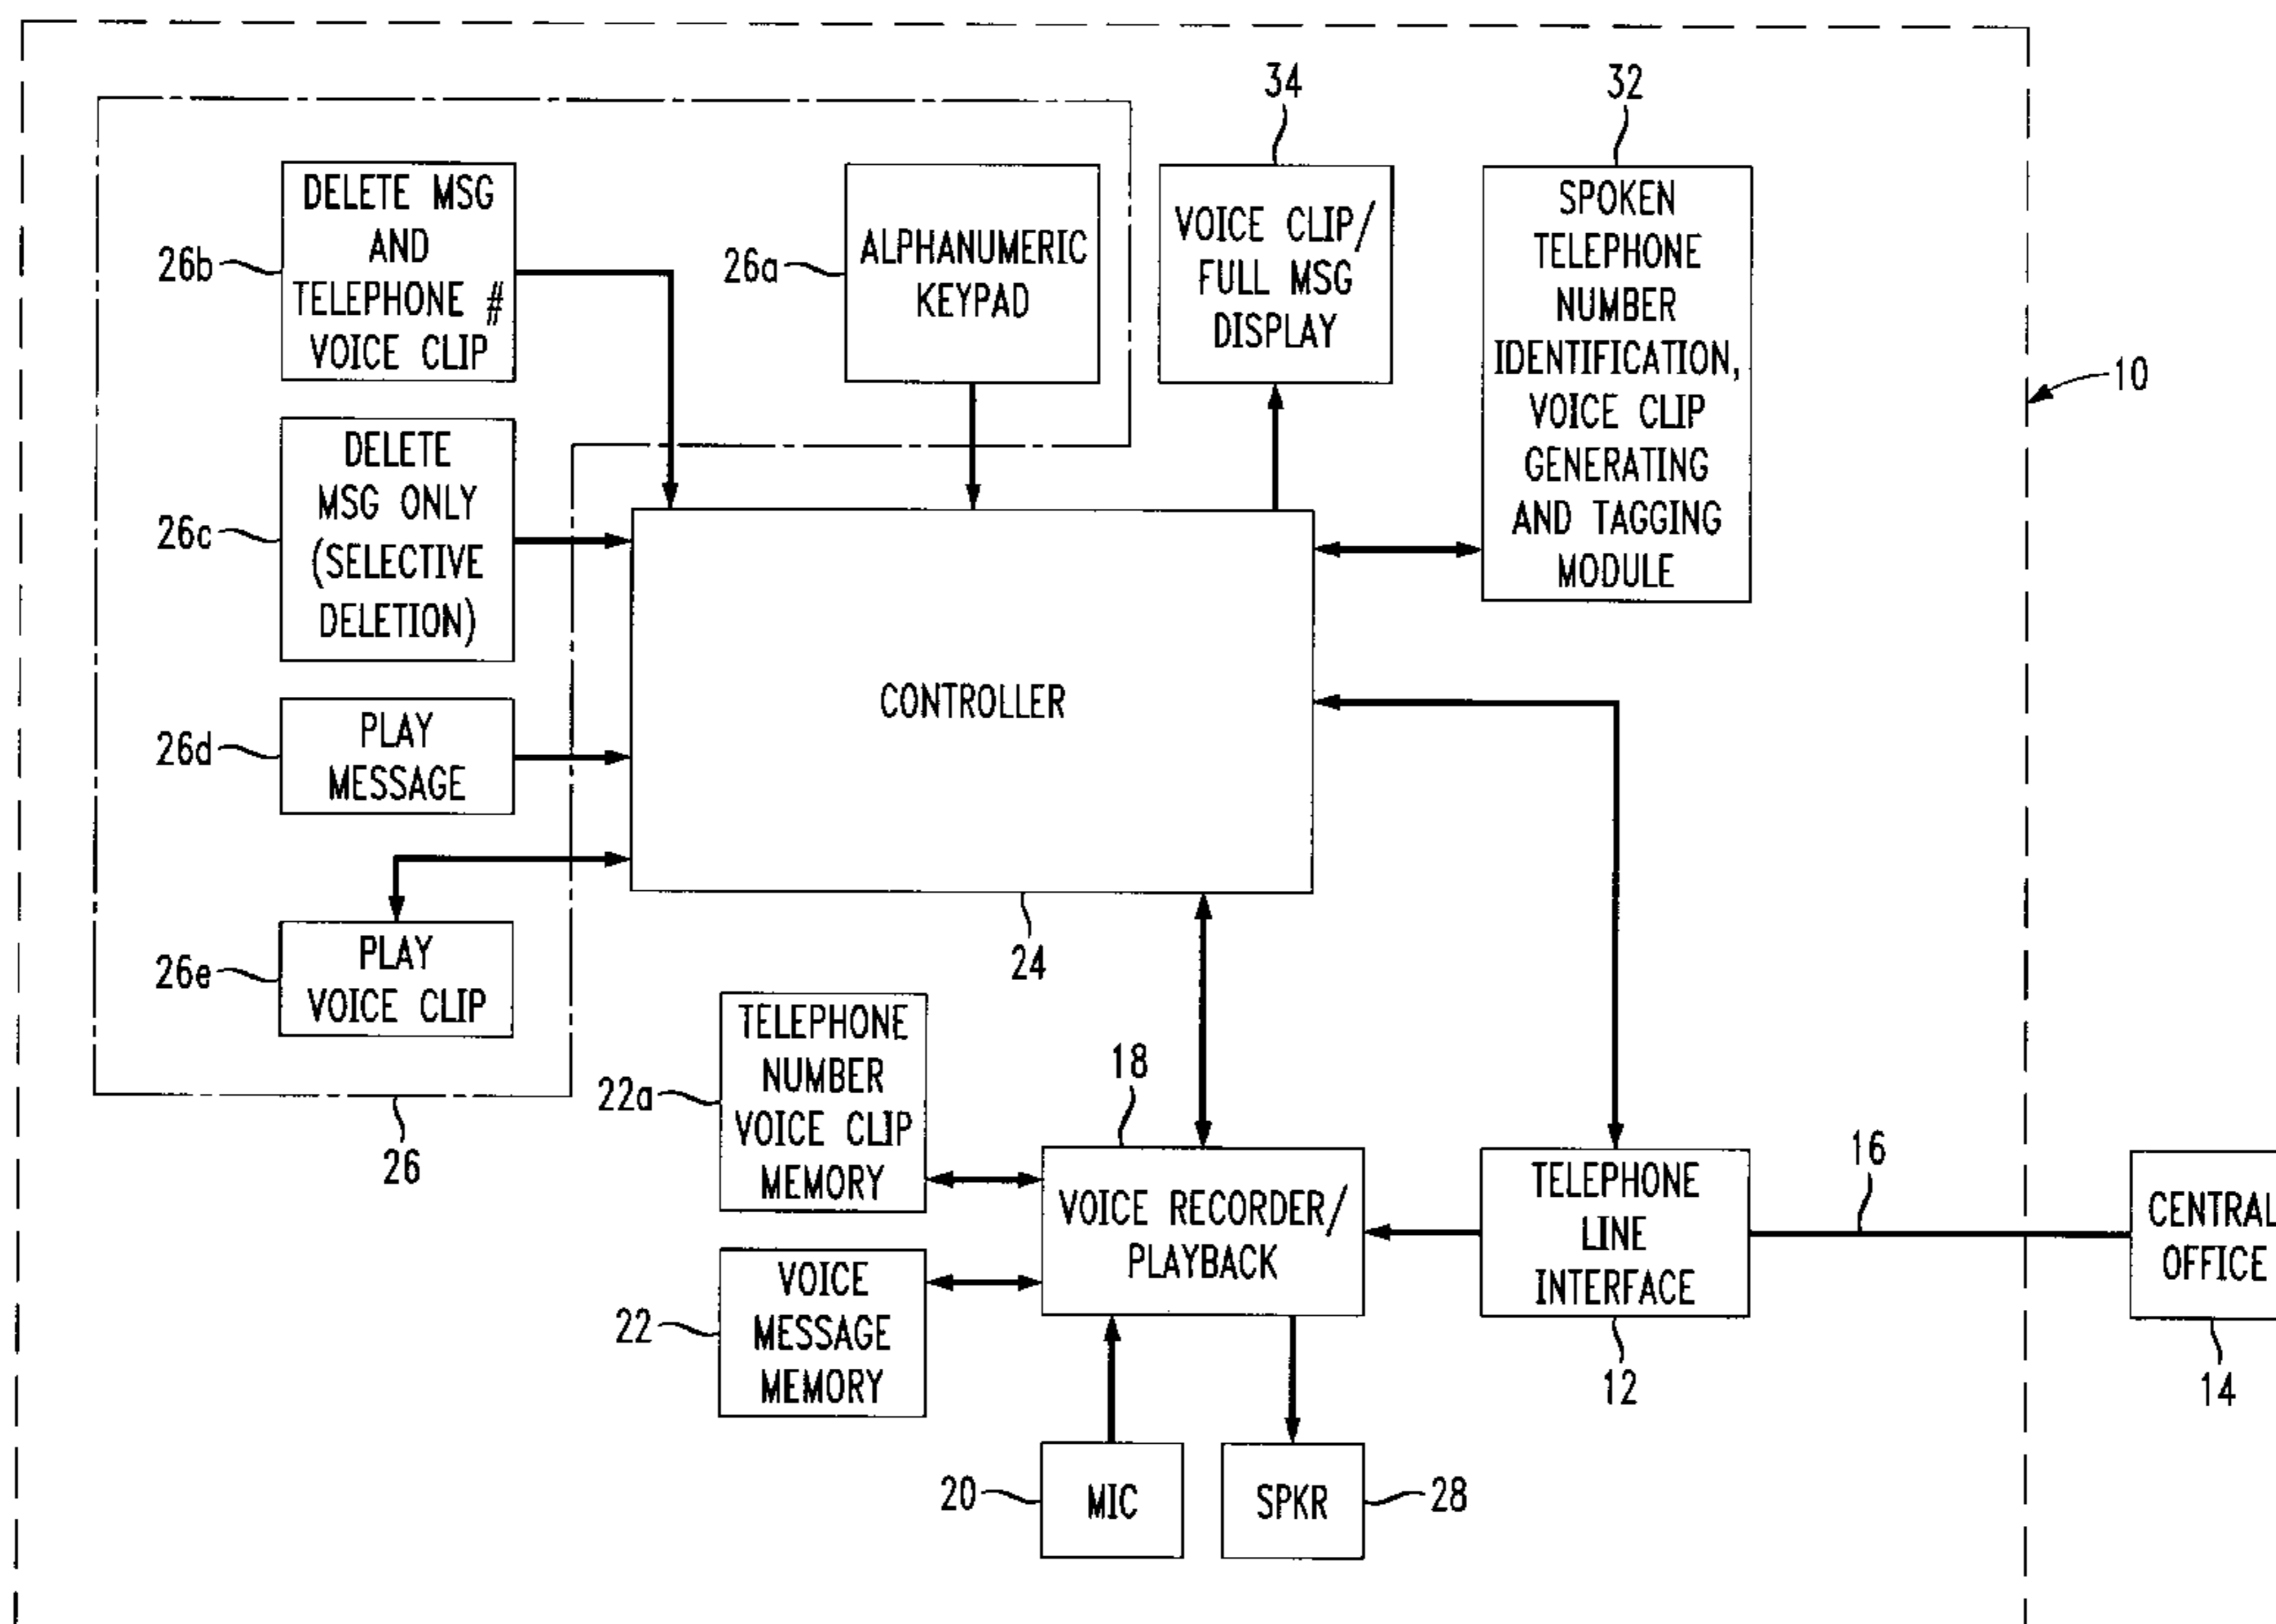 34
32
DELETE MSG
AND
TELEPHONE #
VOICE CLIP
26b
ALPHANUMERIC
KEYPAD
26a
VOICE CLIP/
FULL MSG
DISPLAY
SPOKEN
TELEPHONE
NUMBER
IDENTIFICATION,
VOICE CLIP
GENERATING
AND TAGGING
MODULE
10
DELETE
MSG ONLY
(SELECTIVE
DELETION)
26c
CONTROLLER
24
PLAY
MESSAGE
26d
PLAY
VOICE CLIP
26e
26
TELEPHONE
NUMBER
VOICE CLIP
MEMORY
22a
18
VOICE RECORDER/
PLAYBACK
TELEPHONE
LINE
INTERFACE
12
16
CENTRAL
OFFICE
14
VOICE
MESSAGE
MEMORY
22
20
MIC
SPKR
28